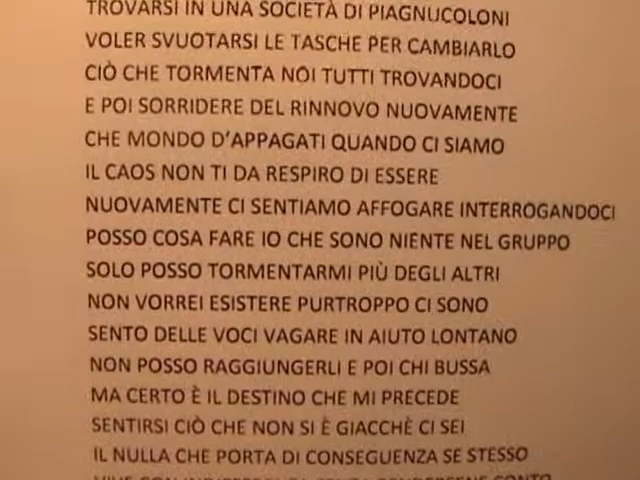 TROVARSI IN UNA SOCIETÀ DI PIAGNUCOLONI
VOLER SVUOTARSI LE TASCHE PER CAMBIARLO
CIÒ CHE TORMENTA NOI TUTTI TROVANDOCI
E POI SORRIDERE DEL RINNOVO NUOVAMENTE
CHE MONDO D'APPAGATI QUANDO CI SIAMO
IL CAOS NON TI DA RESPIRO DI ESSERE
NUOVAMENTE CI SENTIAMO AFFOGARE INTERROGANDOCI
POSSO COSA FARE IO CHE SONO NIENTE NEL GRUPPO
SOLO POSSO TORMENTARMI PIÙ DEGLI ALTRI
NON VORREI ESISTERE PURTROPPO CI SONO
SENTO DELLE VOCI VAGARE IN AIUTO LONTANO
NON POSSO RAGGIUNGERLI E POI CHI BUSSA
MA CERTO È IL DESTINO CHE MI PRECEDE
SENTIRSI CIÒ CHE NON SI È GIACCHÈ CI SEI
IL NULLA CHE PORTA DI CONSEGUENZA SE STESSO